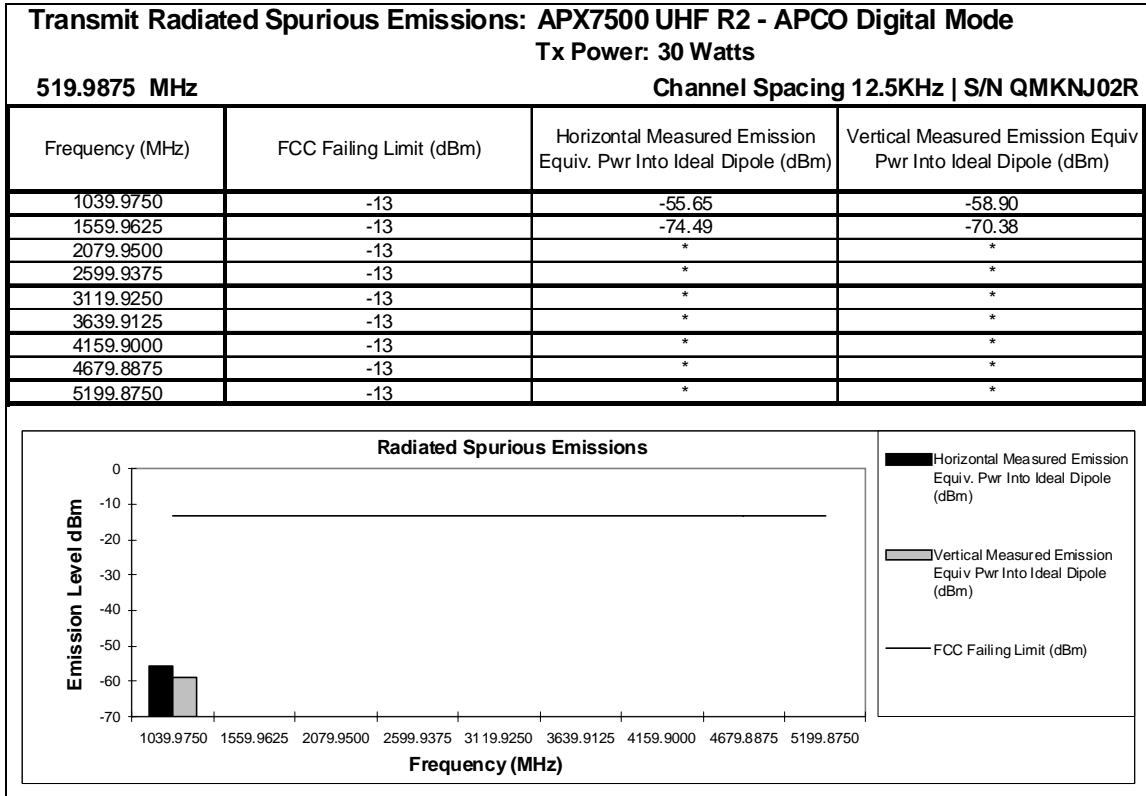 Transmit Radiated Spurious Emissions: APX7500 UHF R2 - APCO Digital Mode
Tx Power: 30 Watts
519.9875 MHz Channel Spacing 12.5KHz | S/N QMKNJ02R
Frequency (MHz) FCC Failing Limit (dBm) Horizontal Measured Emission Equiv. Pwr Into Ideal Dipole (dBm) Vertical Measured Emission Equiv Pwr Into Ideal Dipole (dBm)
1039.9750 -13 -55.65 -58.90
1559.9625 -13 -74.49 -70.38
2079.9500 -13 * *
2599.9375 -13 * *
3119.9250 -13 * *
3639.9125 -13 * *
4159.9000 -13 * *
4679.8875 -13 * *
5199.8750 -13 * *
Radiated Spurious Emissions
Emission Level dBm
0
-10
-20
-30
-40
-50
-60
-70
1039.9750 1559.9625 2079.9500 2599.9375 3119.9250 3639.9125 4159.9000 4679.8875 5199.8750
Frequency (MHz)
Horizontal Measured Emission
Equiv. Pwr Into Ideal Dipole
(dBm)
Vertical Measured Emission
Equiv Pwr Into Ideal Dipole
(dBm)
FCC Failing Limit (dBm)